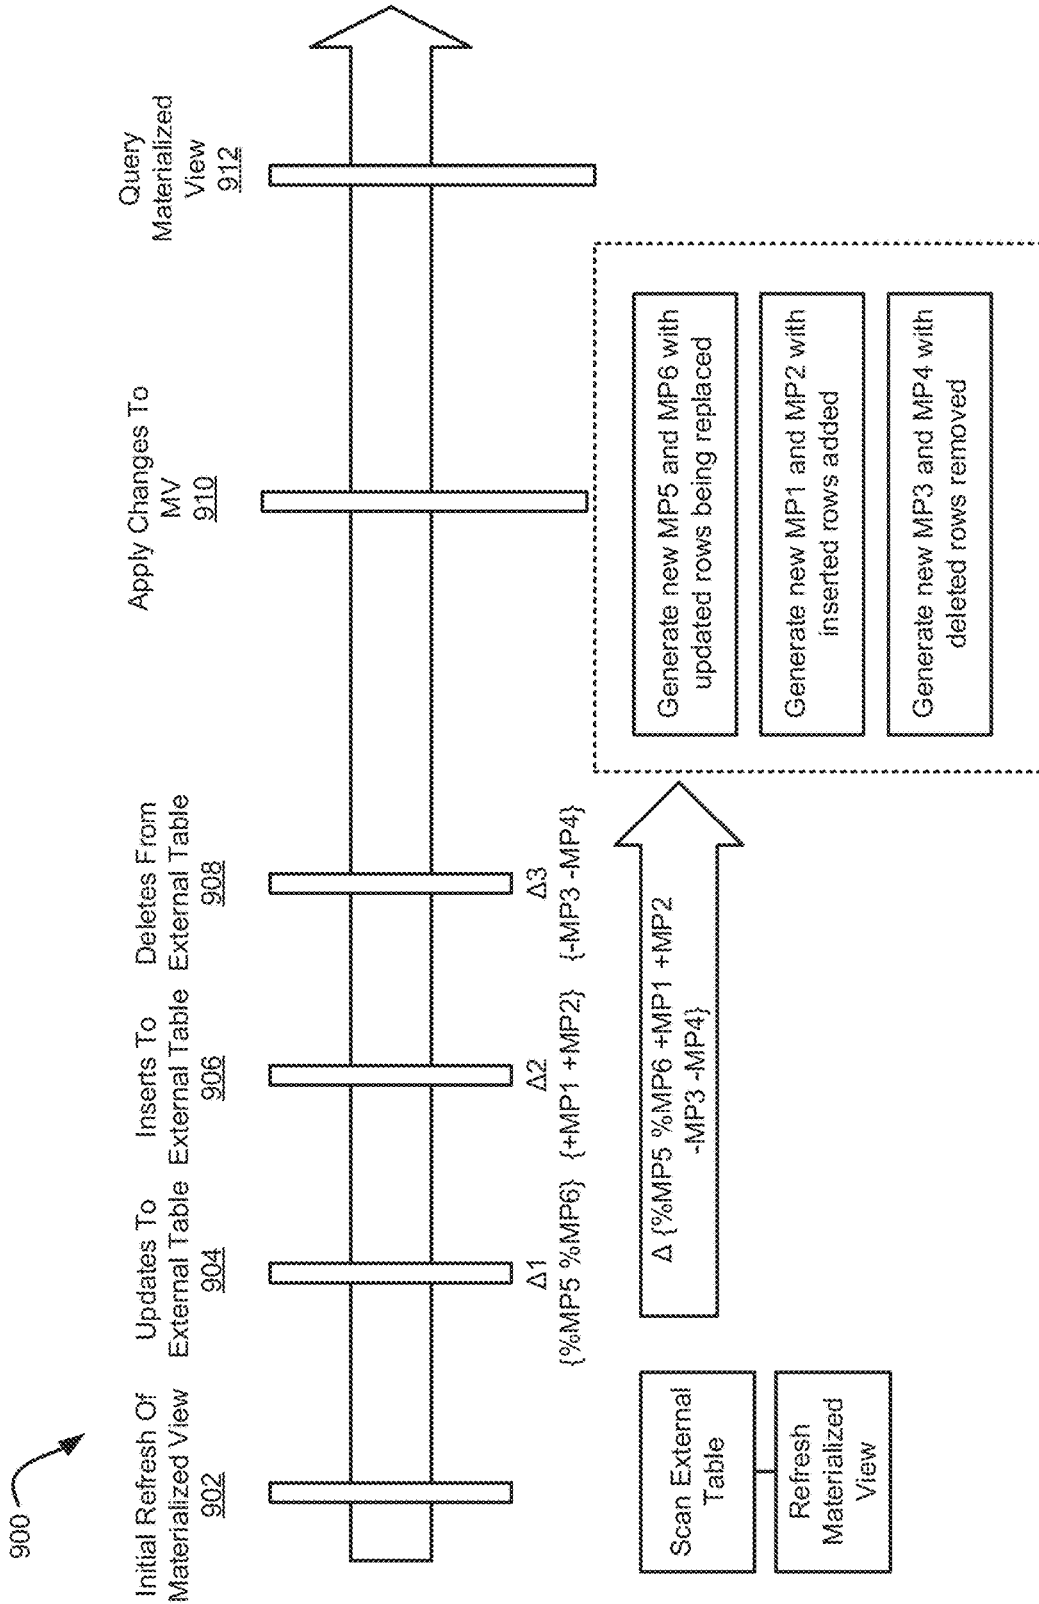 900
Initial Refresh Of
Materialized View
902
Updates To
External Table
904
Inserts To
External Table
906
Deletes From
External Table
908
Apply Changes To
MV
910
Query
Materialized
View
912
Δ1
{%MP5 %MP6}
Δ2
{+MP1 +MP2}
Δ3
{-MP3 -MP4}
Scan External
Table
Refresh
Materialized
View
Δ {%MP5 %MP6 +MP1 +MP2
-MP3 -MP4}
Generate new MP5 and MP6 with
updated rows being replaced
Generate new MP1 and MP2 with
inserted rows added
Generate new MP3 and MP4 with
deleted rows removed